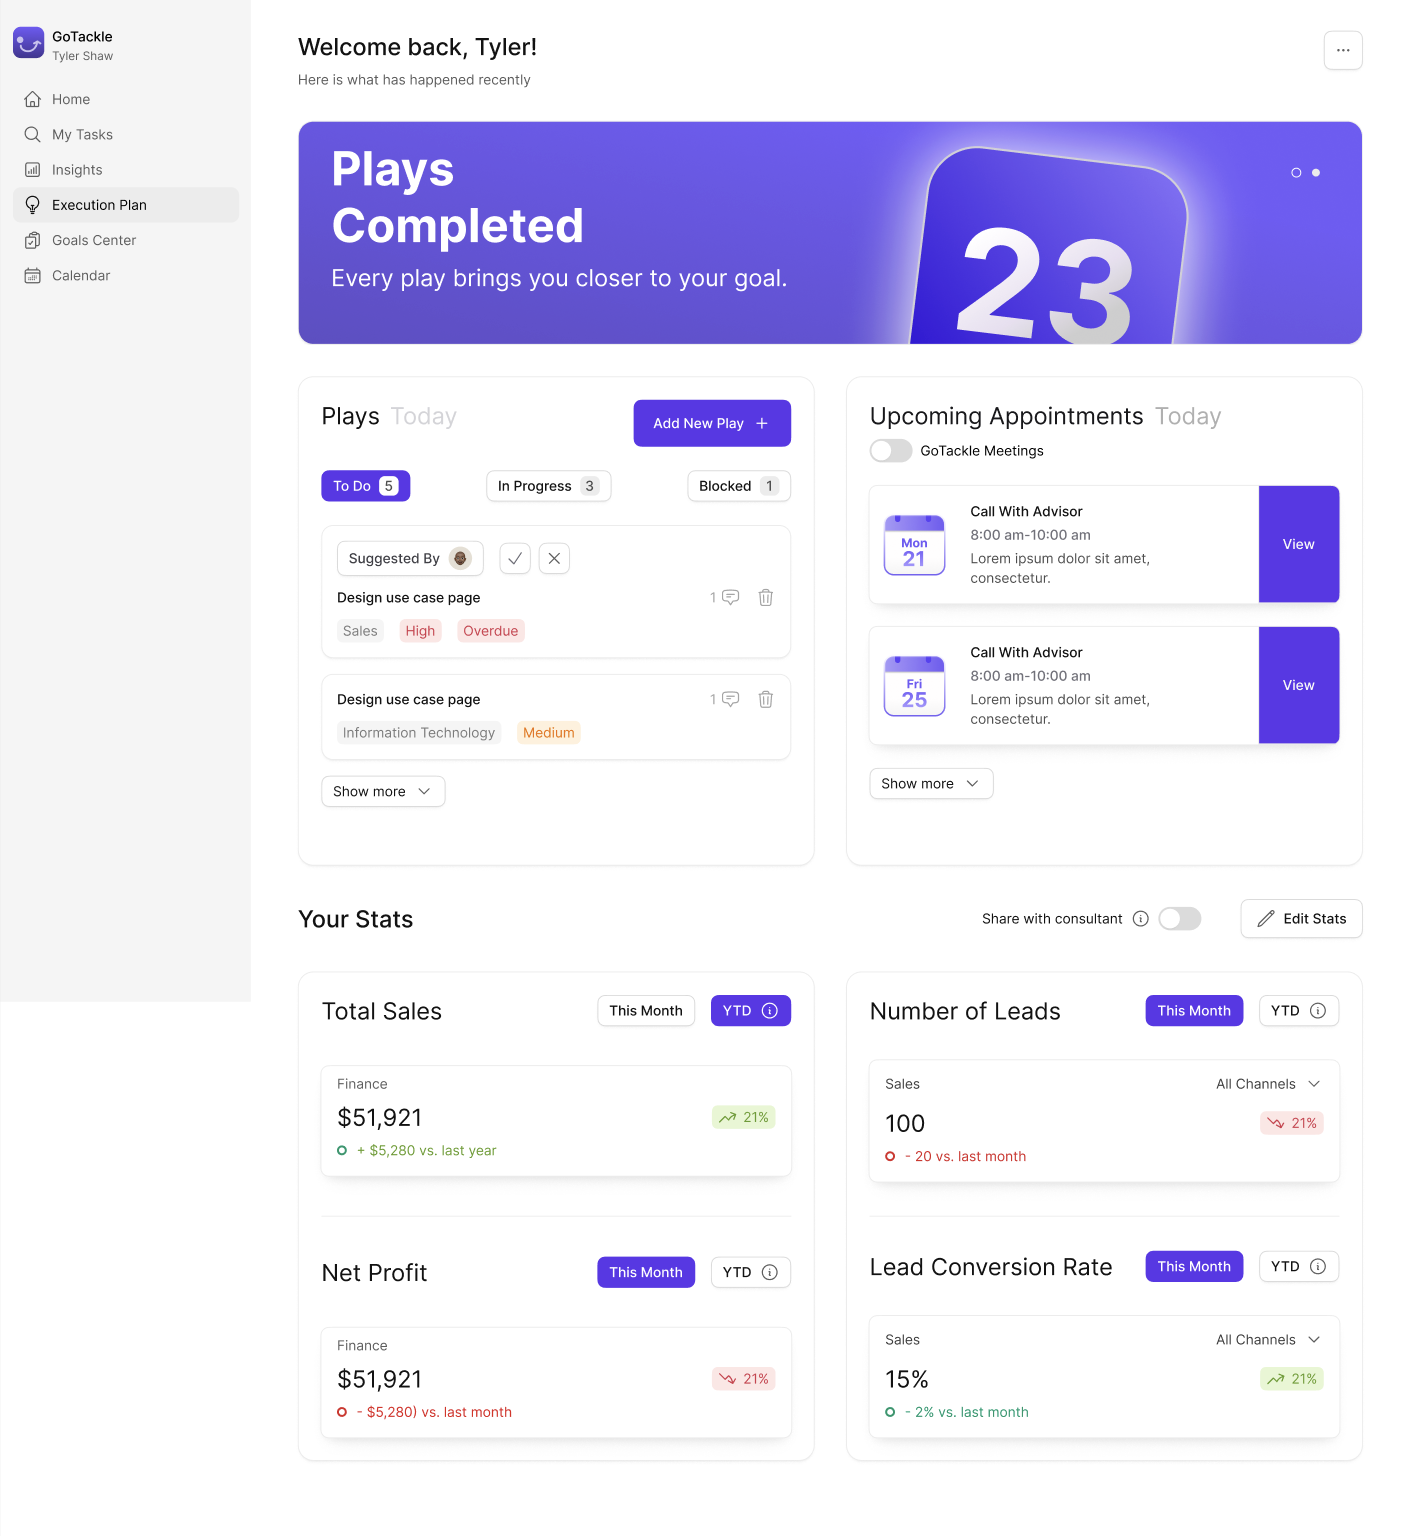 GoTackle
Tyler Shaw
Home
My Tasks
Insights
Execution Plan
Goals Center
Calendar
Welcome back, Tyler!
Here is what has happened recently
Plays
Completed
Every play brings you closer to your goal.
23
Plays Today
Add New Play
To Do 5
In Progress 3
Blocked 1
Suggested By
Design use case page
1
Sales High Overdue
Design use case page
1
Information Technology Medium
Show more
Upcoming Appointments Today
GoTackle Meetings
Mon
21
Call With Advisor
8:00 am-10:00 am
Lorem ipsum dolor sit amet,
consectetur.
View
Fri
25
Call With Advisor
8:00 am-10:00 am
Lorem ipsum dolor sit amet,
consectetur.
View
Show more
Your Stats
Share with consultant
Edit Stats
Total Sales
This Month
YTD
Finance
$51,921
21%
+ $5,280 vs. last year
Net Profit
This Month
YTD
Finance
$51,921
21%
- $5,280) vs. last month
Number of Leads
This Month
YTD
Sales
All Channels
100
21%
- 20 vs. last month
Lead Conversion Rate
This Month
YTD
Sales
All Channels
15%
21%
- 2% vs. last month